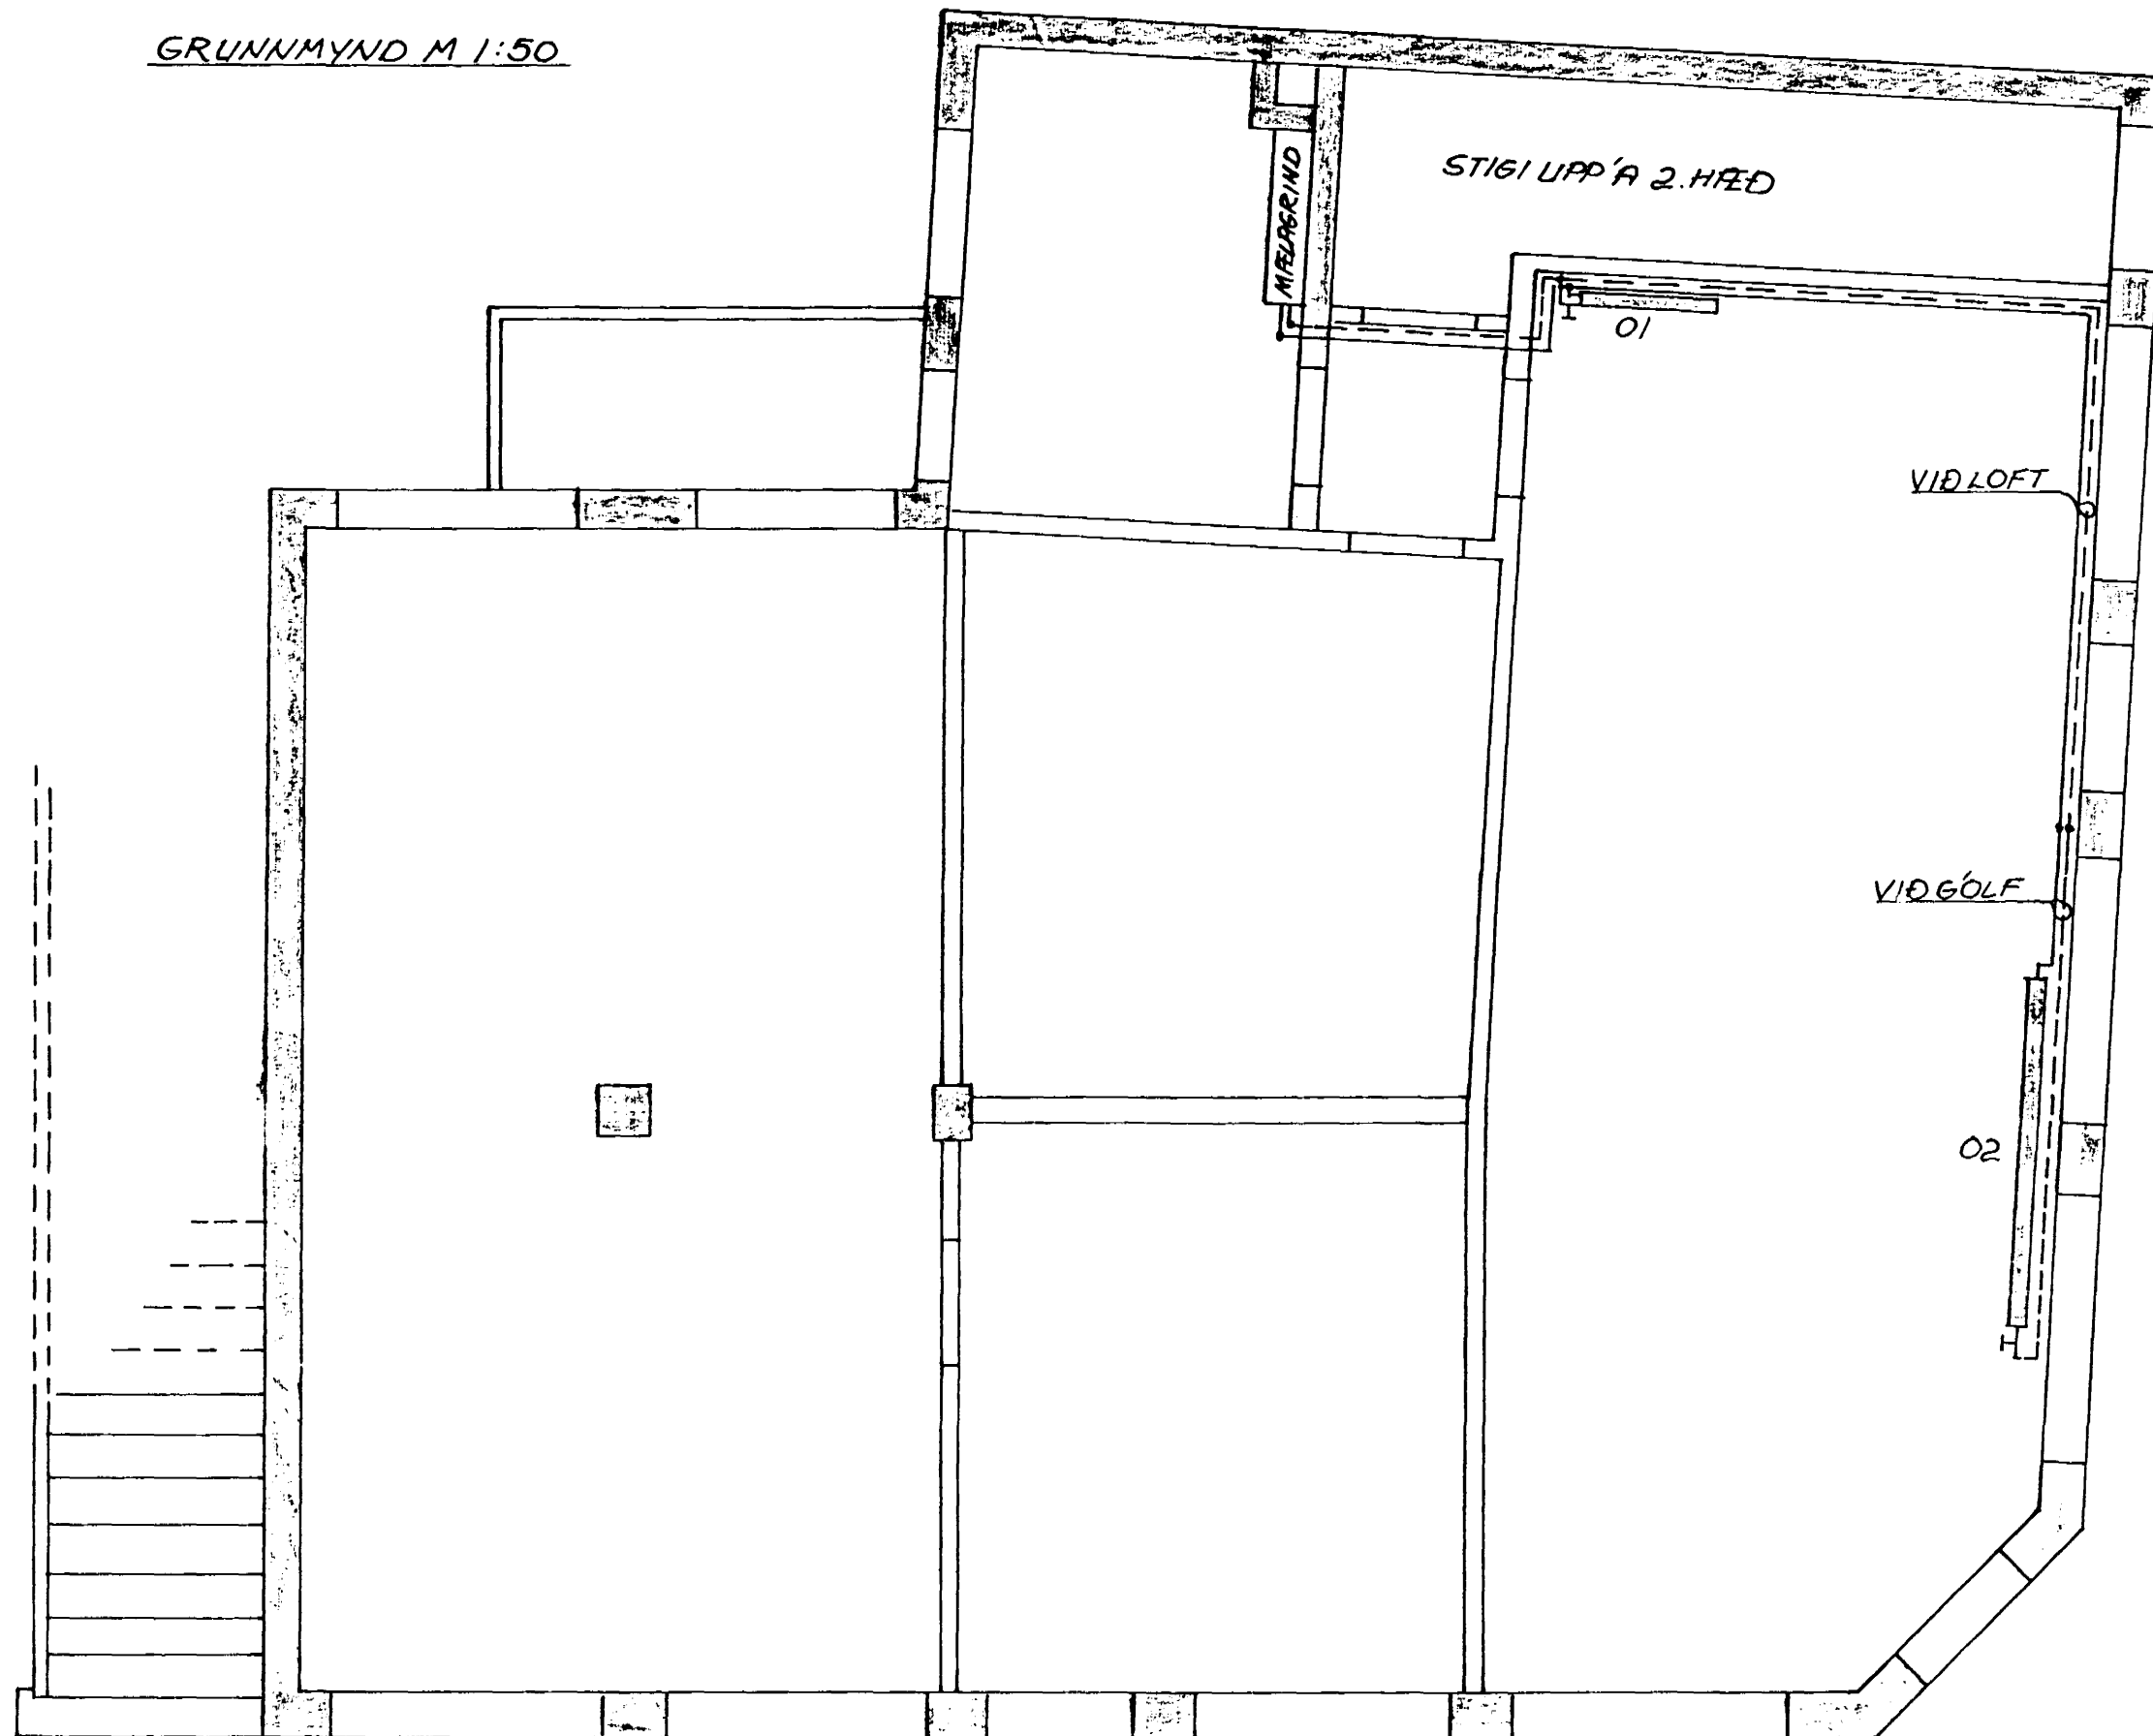 GRUNNMYND M 1:50
STIGI UPP Á 2. HÆÐ
MÆLAGRIND
01
VIÐ LOFT
VIÐ GÓLF
02